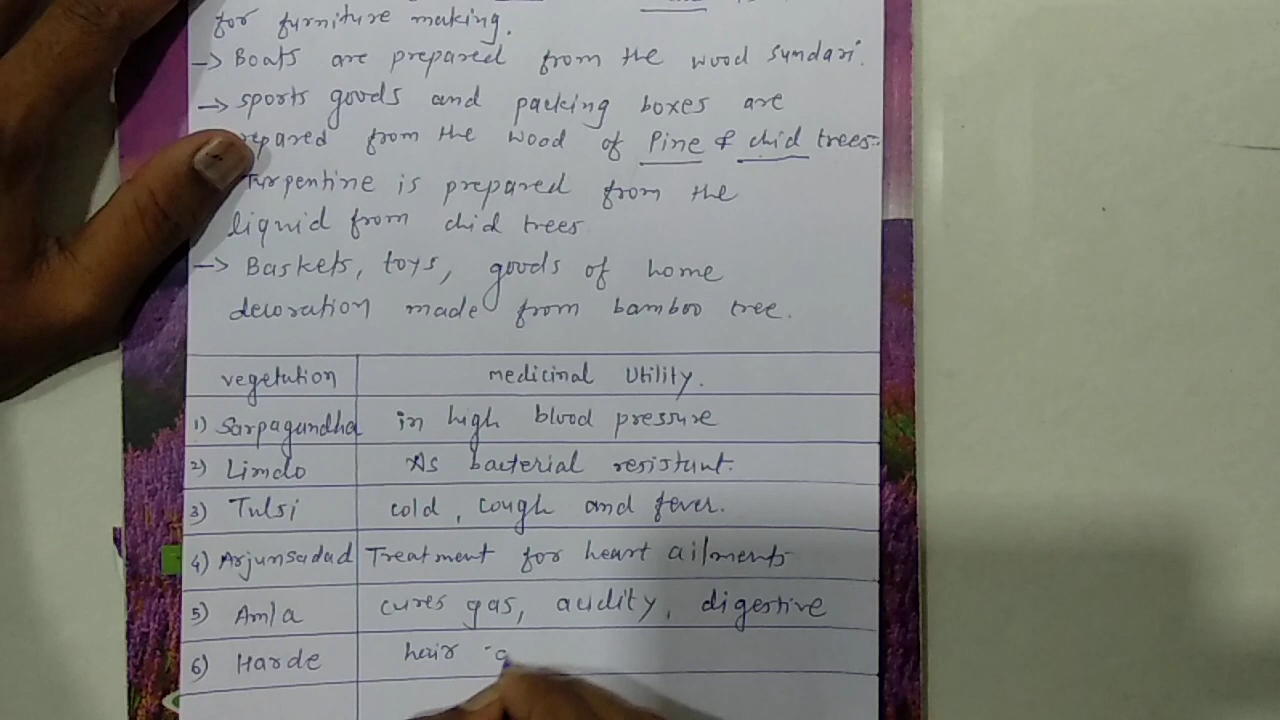 for furniture making.
→ Boats are prepared from the wood sundari.
→ sports goods and packing boxes are
repared from the wood of Pine & chid trees.
Turpentine is prepared from the
liquid from chid trees
→ Baskets, toys, goods of home
decoration made from bamboo tree.
vegetation medicinal Utility.
1) Sarpagandha in high blood pressure
2) Limdo As bacterial resistant.
3) Tulsi cold, cough and fever.
4) Arjunsadad Treatment for heart ailments
5) Amla cures gas, acidity, digestive
6) Harde hair